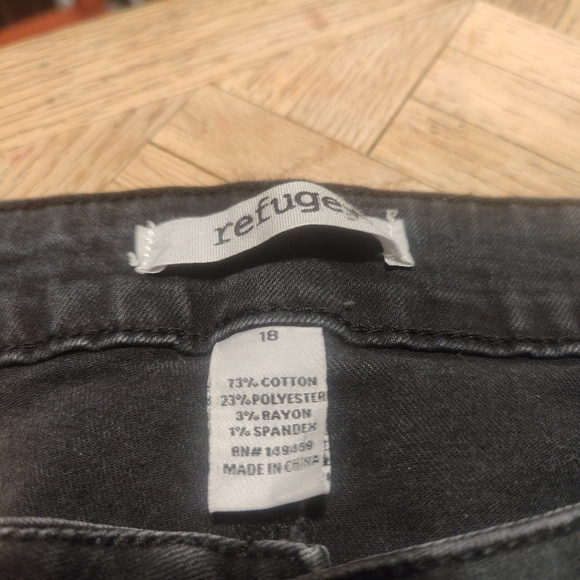 refuge
18
73% COTTON
23% POLYESTER
3% RAYON
1% SPANDEX
RN# 149459
MADE IN CHINA